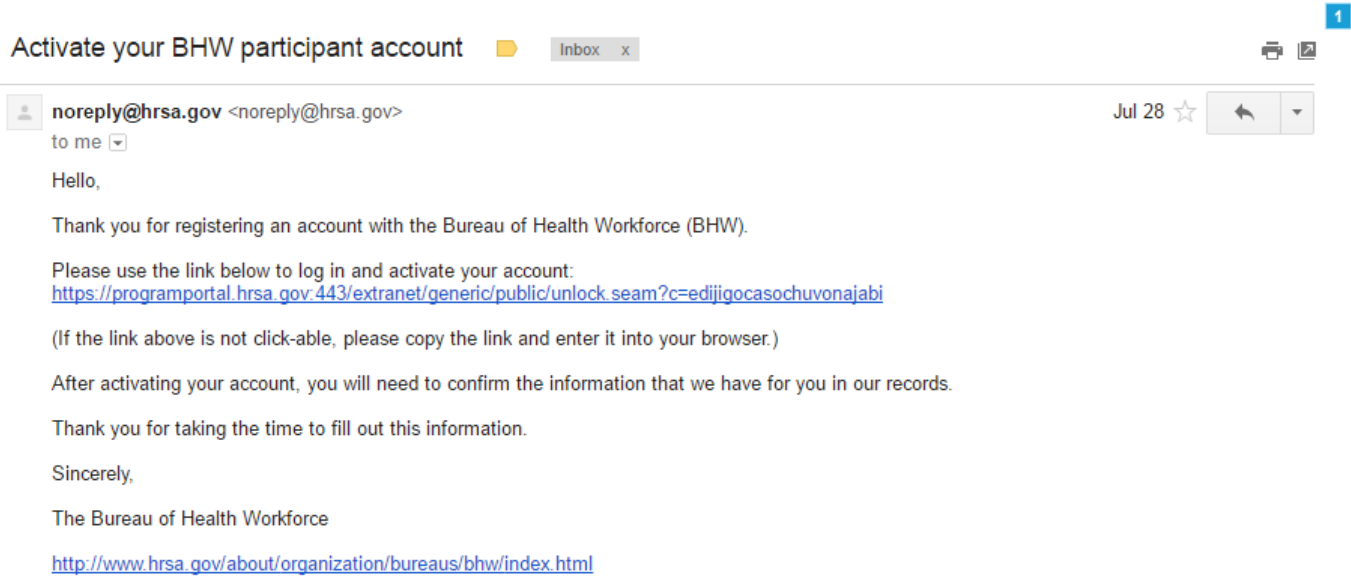 1
Activate your BHW participant account
Inbox x
noreply@hrsa.gov <noreply@hrsa.gov>
Jul 28
to me
Hello,
Thank you for registering an account with the Bureau of Health Workforce (BHW).
Please use the link below to log in and activate your account:
https://programportal.hrsa.gov:443/extranet/generic/public/unlock.seam?c=edijigocasochuvonajabi
(If the link above is not click-able, please copy the link and enter it into your browser.)
After activating your account, you will need to confirm the information that we have for you in our records.
Thank you for taking the time to fill out this information.
Sincerely,
The Bureau of Health Workforce
http://www.hrsa.gov/about/organization/bureaus/bhw/index.html